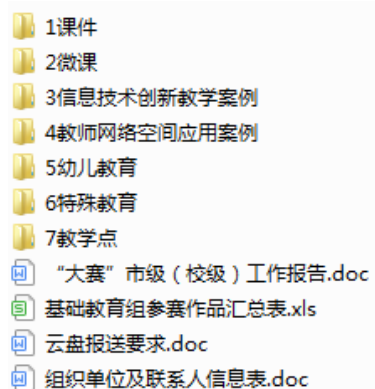 1课件
2微课
3信息技术创新教学案例
4教师网络空间应用案例
5幼儿教育
6特殊教育
7教学点
“大赛”市级（校级）工作报告.doc
基础教育组参赛作品汇总表.xls
云盘报送要求.doc
组织单位及联系人信息表.doc